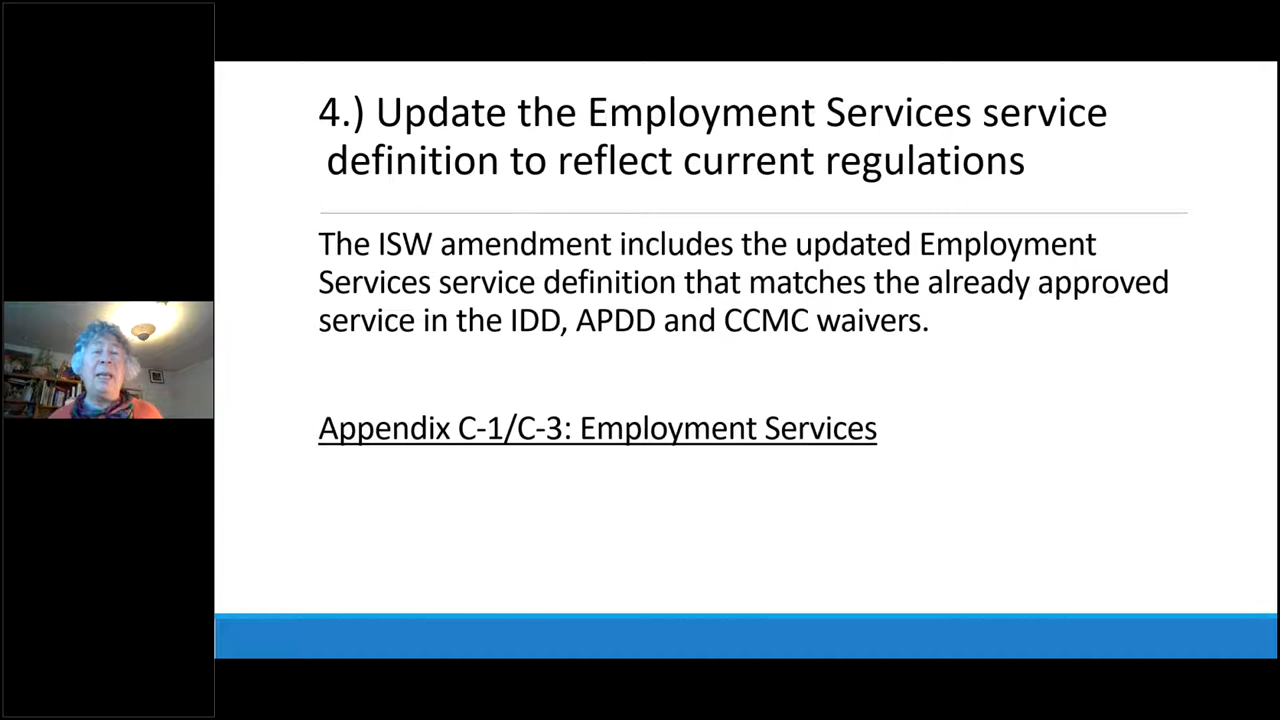 4.) Update the Employment Services service
definition to reflect current regulations
The ISW amendment includes the updated Employment
Services service definition that matches the already approved
service in the IDD, APDD and CCMC waivers.
Appendix C-1/C-3: Employment Services